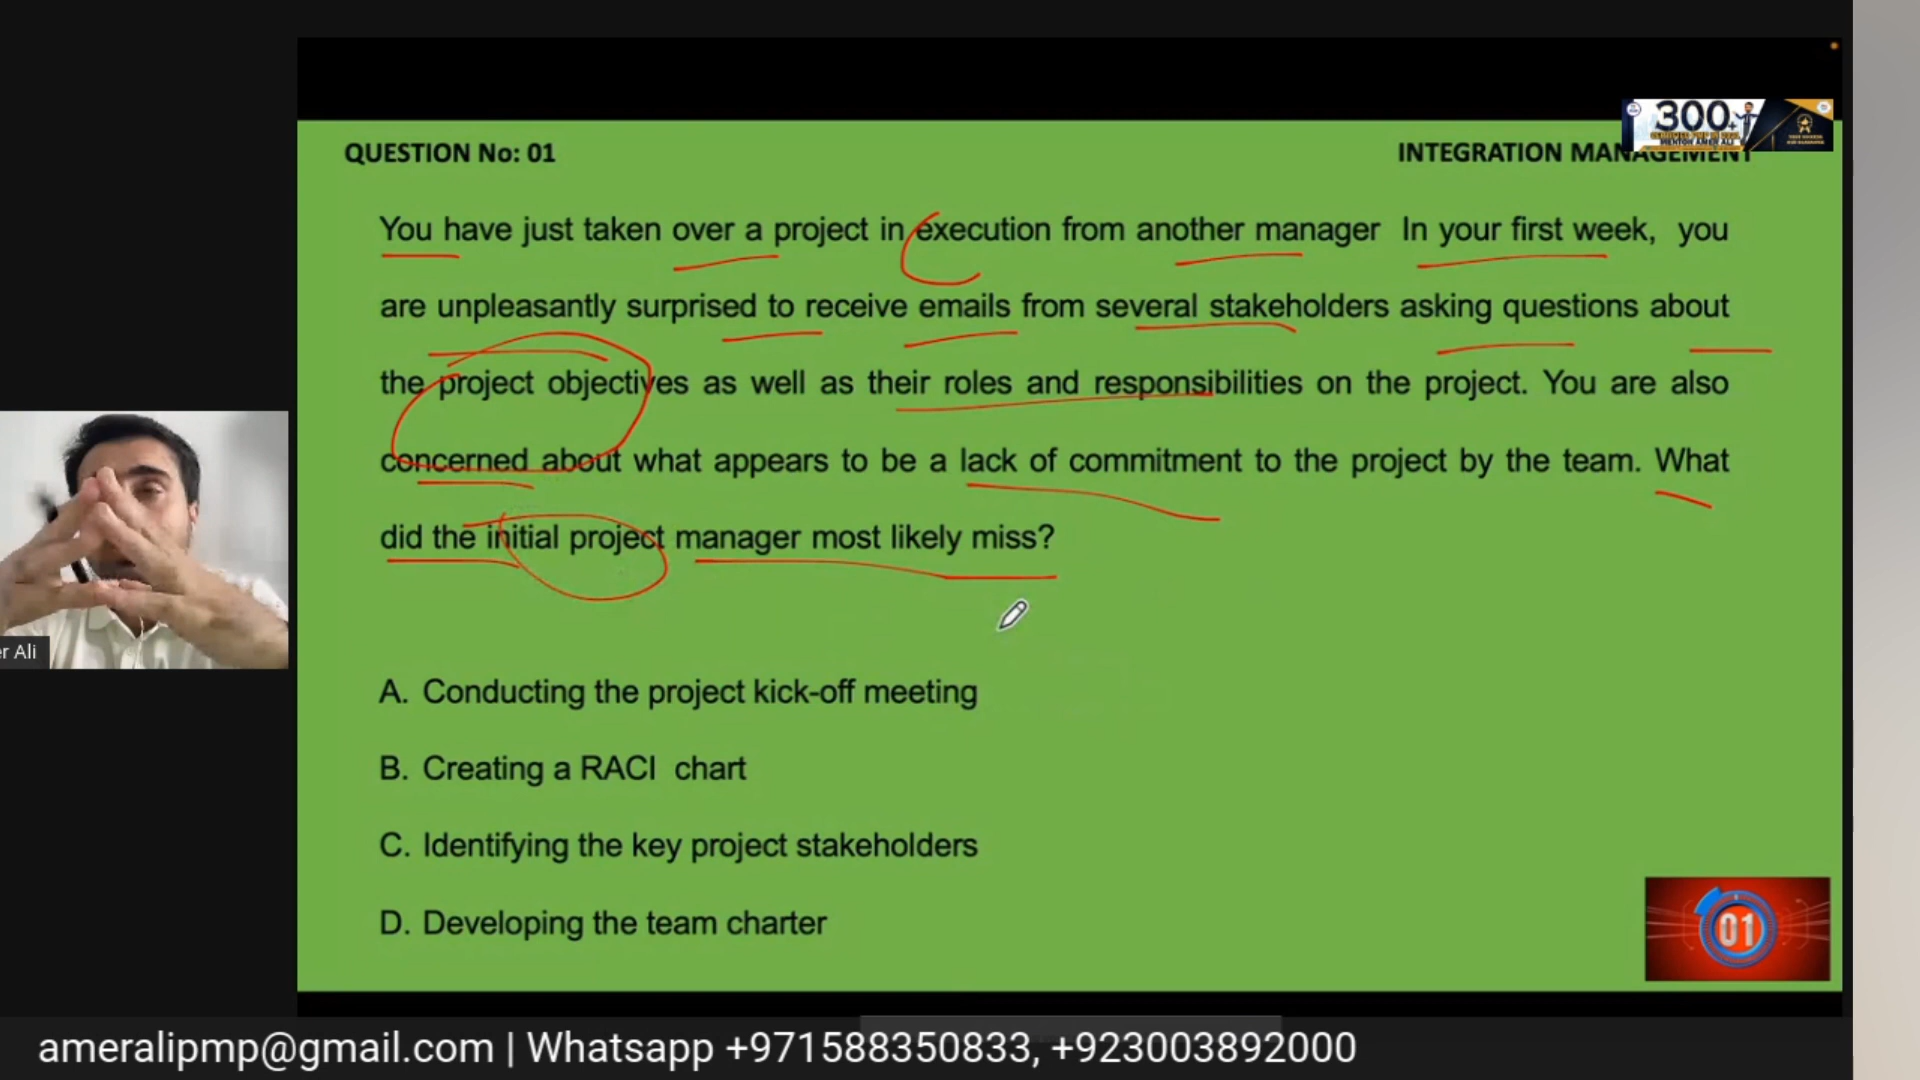 300+
MENTOR AMER ALI
QUESTION No: 01
INTEGRATION MANAGEMENT
You have just taken over a project in execution from another manager In your first week, you
are unpleasantly surprised to receive emails from several stakeholders asking questions about
the project objectives as well as their roles and responsibilities on the project. You are also
concerned about what appears to be a lack of commitment to the project by the team. What
did the initial project manager most likely miss?
A. Conducting the project kick-off meeting
B. Creating a RACI chart
C. Identifying the key project stakeholders
D. Developing the team charter
er Ali
01
ameralipmp@gmail.com | Whatsapp +971588350833, +923003892000